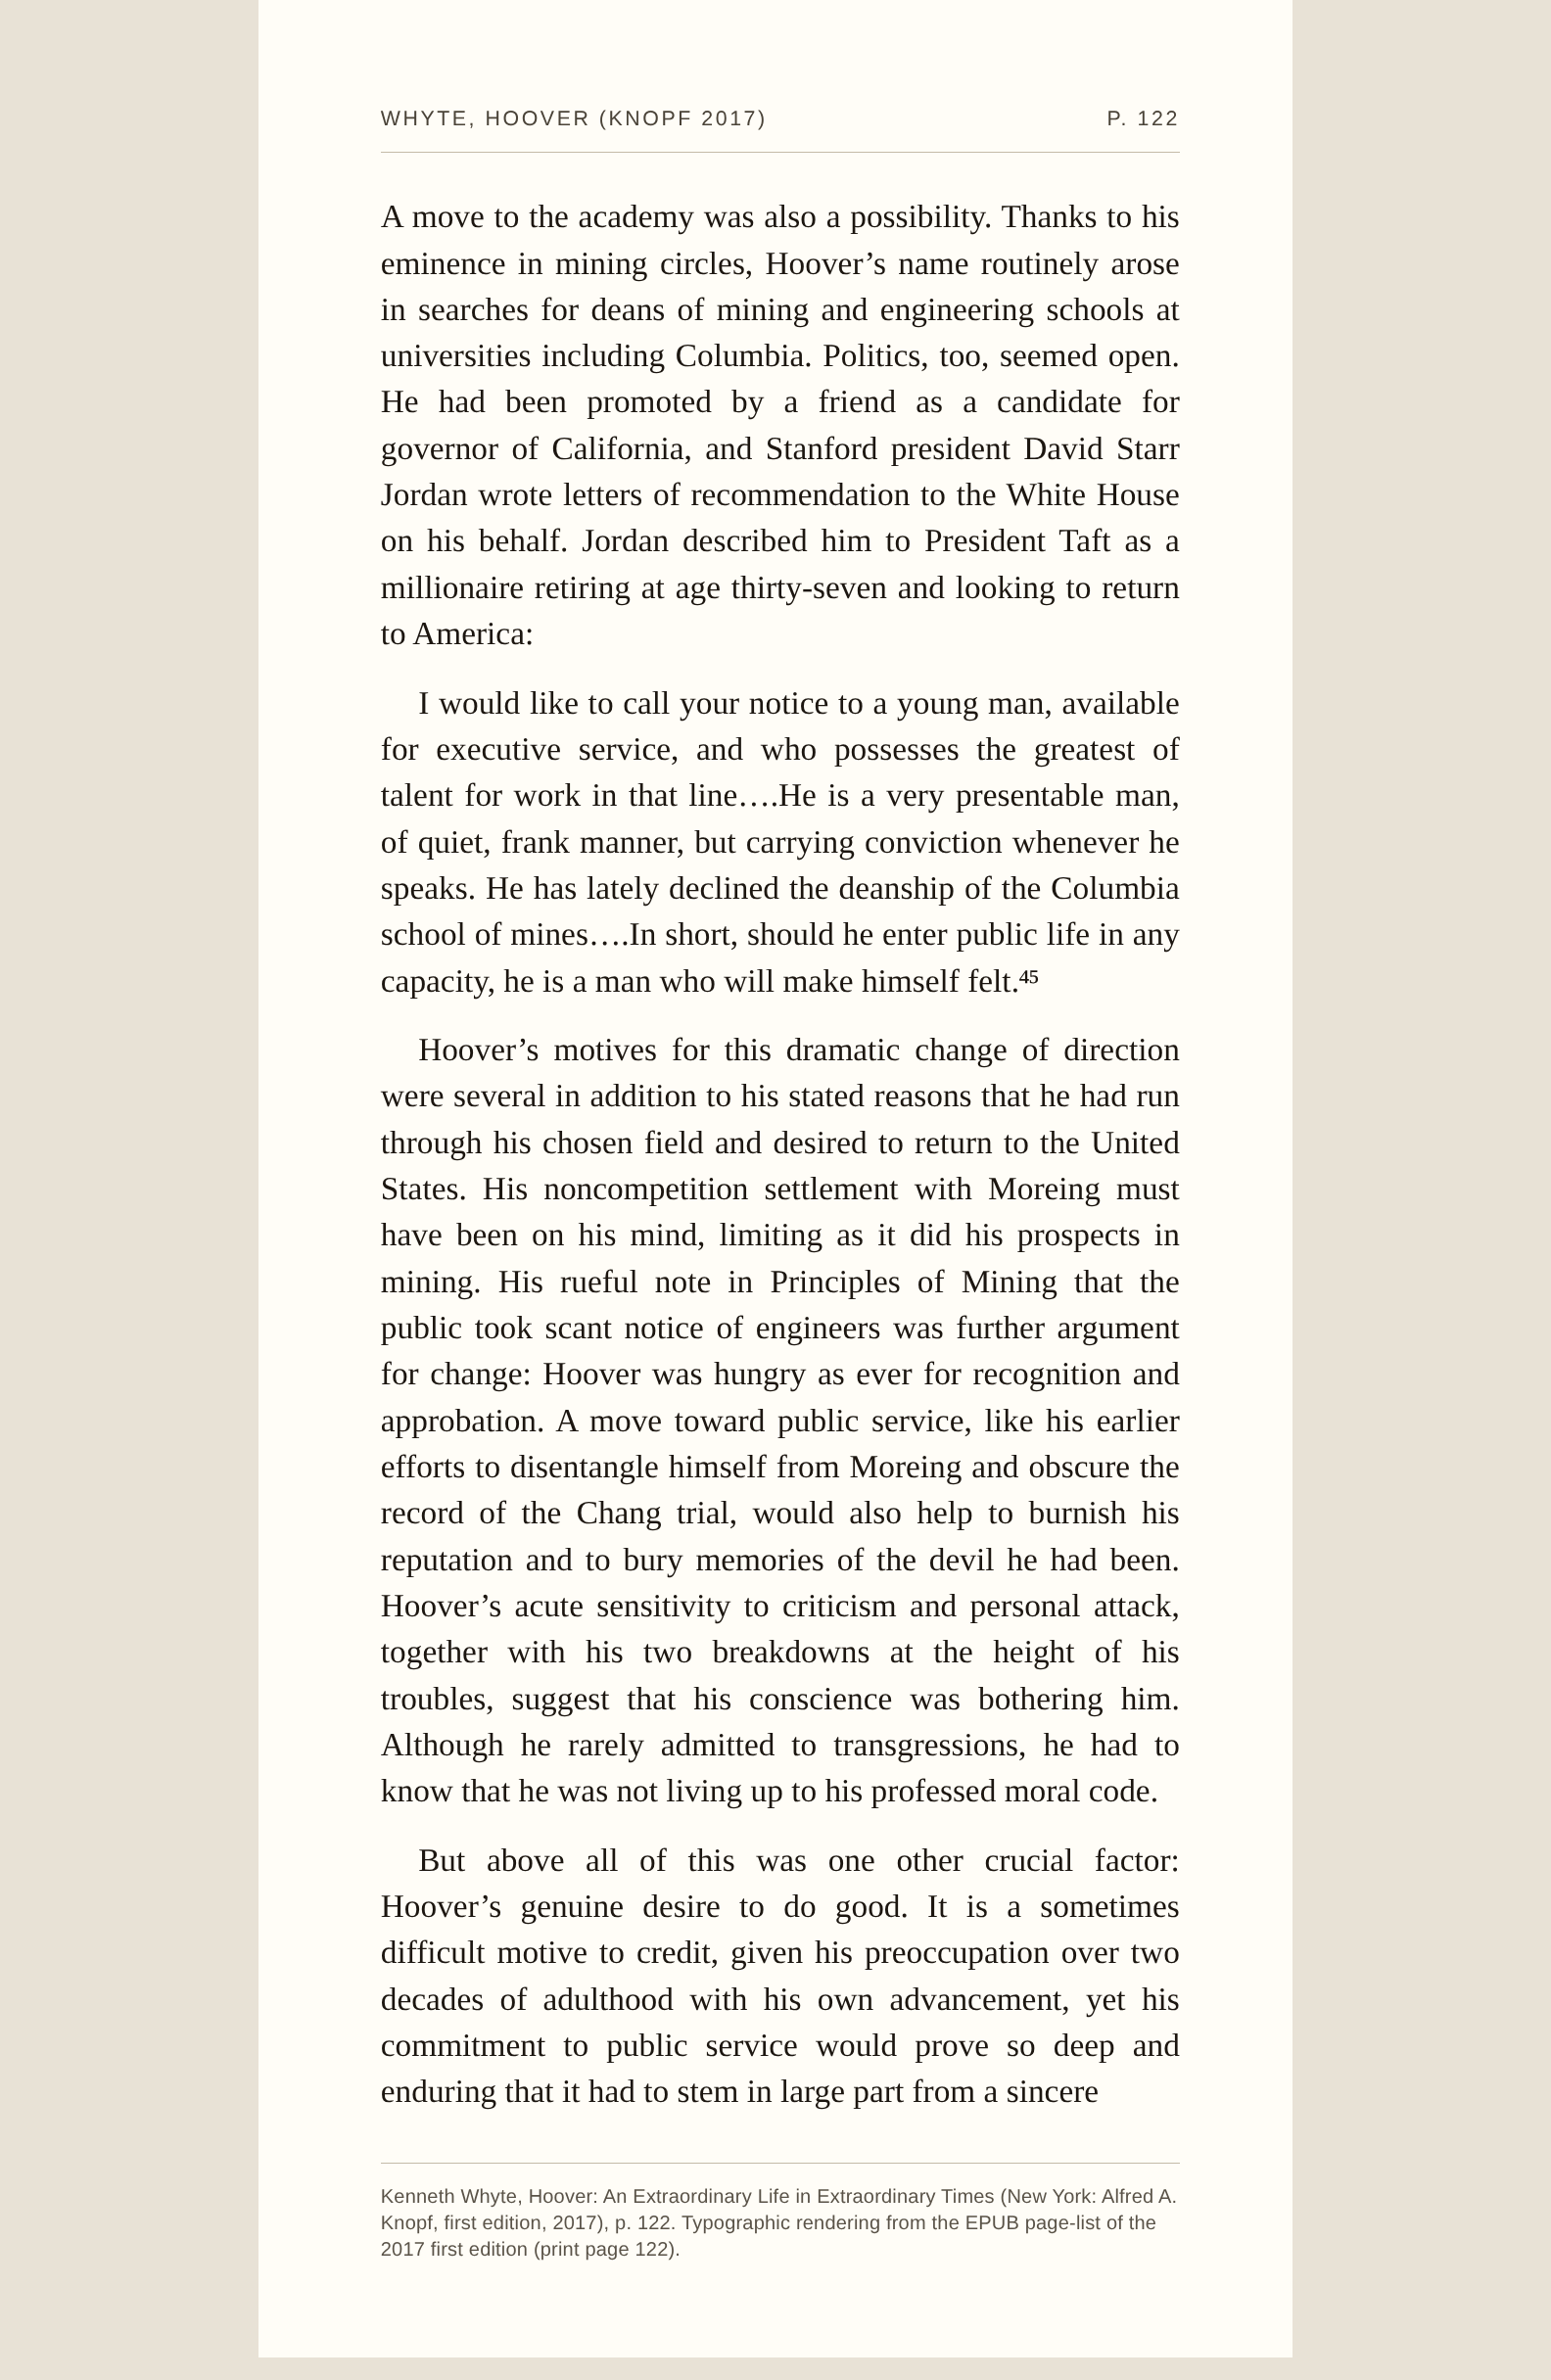 WHYTE, HOOVER (KNOPF 2017) P. 122
A move to the academy was also a possibility. Thanks to his
eminence in mining circles, Hoover’s name routinely arose
in searches for deans of mining and engineering schools at
universities including Columbia. Politics, too, seemed open.
He had been promoted by a friend as a candidate for
governor of California, and Stanford president David Starr
Jordan wrote letters of recommendation to the White House
on his behalf. Jordan described him to President Taft as a
millionaire retiring at age thirty-seven and looking to return
to America:
I would like to call your notice to a young man, available
for executive service, and who possesses the greatest of
talent for work in that line….He is a very presentable man,
of quiet, frank manner, but carrying conviction whenever he
speaks. He has lately declined the deanship of the Columbia
school of mines….In short, should he enter public life in any
capacity, he is a man who will make himself felt.⁴⁵
Hoover’s motives for this dramatic change of direction
were several in addition to his stated reasons that he had run
through his chosen field and desired to return to the United
States. His noncompetition settlement with Moreing must
have been on his mind, limiting as it did his prospects in
mining. His rueful note in Principles of Mining that the
public took scant notice of engineers was further argument
for change: Hoover was hungry as ever for recognition and
approbation. A move toward public service, like his earlier
efforts to disentangle himself from Moreing and obscure the
record of the Chang trial, would also help to burnish his
reputation and to bury memories of the devil he had been.
Hoover’s acute sensitivity to criticism and personal attack,
together with his two breakdowns at the height of his
troubles, suggest that his conscience was bothering him.
Although he rarely admitted to transgressions, he had to
know that he was not living up to his professed moral code.
But above all of this was one other crucial factor:
Hoover’s genuine desire to do good. It is a sometimes
difficult motive to credit, given his preoccupation over two
decades of adulthood with his own advancement, yet his
commitment to public service would prove so deep and
enduring that it had to stem in large part from a sincere
Kenneth Whyte, Hoover: An Extraordinary Life in Extraordinary Times (New York: Alfred A.
Knopf, first edition, 2017), p. 122. Typographic rendering from the EPUB page-list of the
2017 first edition (print page 122).